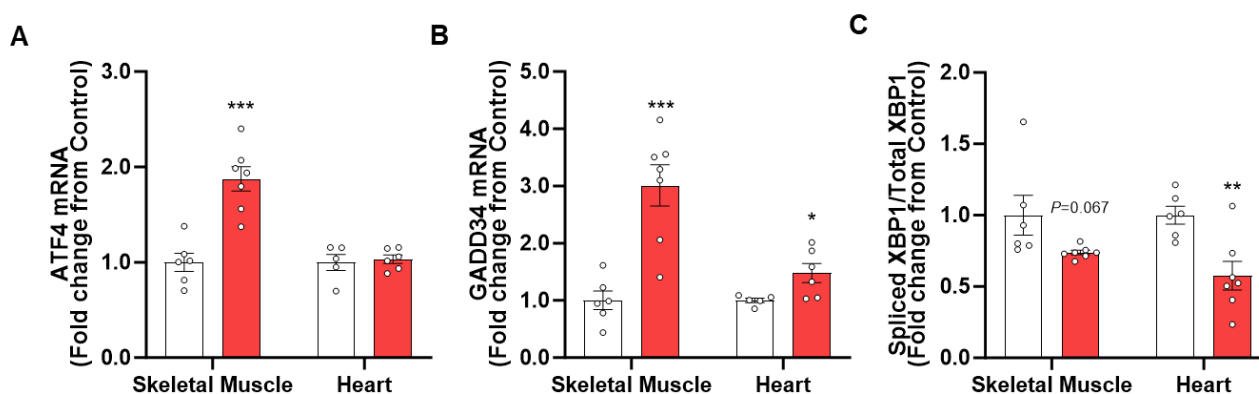 A
ATF4 mRNA
(Fold change from Control)
3.0
2.0
1.0
0.0
***
Skeletal Muscle
Heart
B
GADD34 mRNA
(Fold change from Control)
5.0
4.0
3.0
2.0
1.0
0.0
***
*
Skeletal Muscle
Heart
C
Spliced XBP1/Total XBP1
(Fold change from Control)
2.0
1.5
1.0
0.5
0.0
P=0.067
**
Skeletal Muscle
Heart